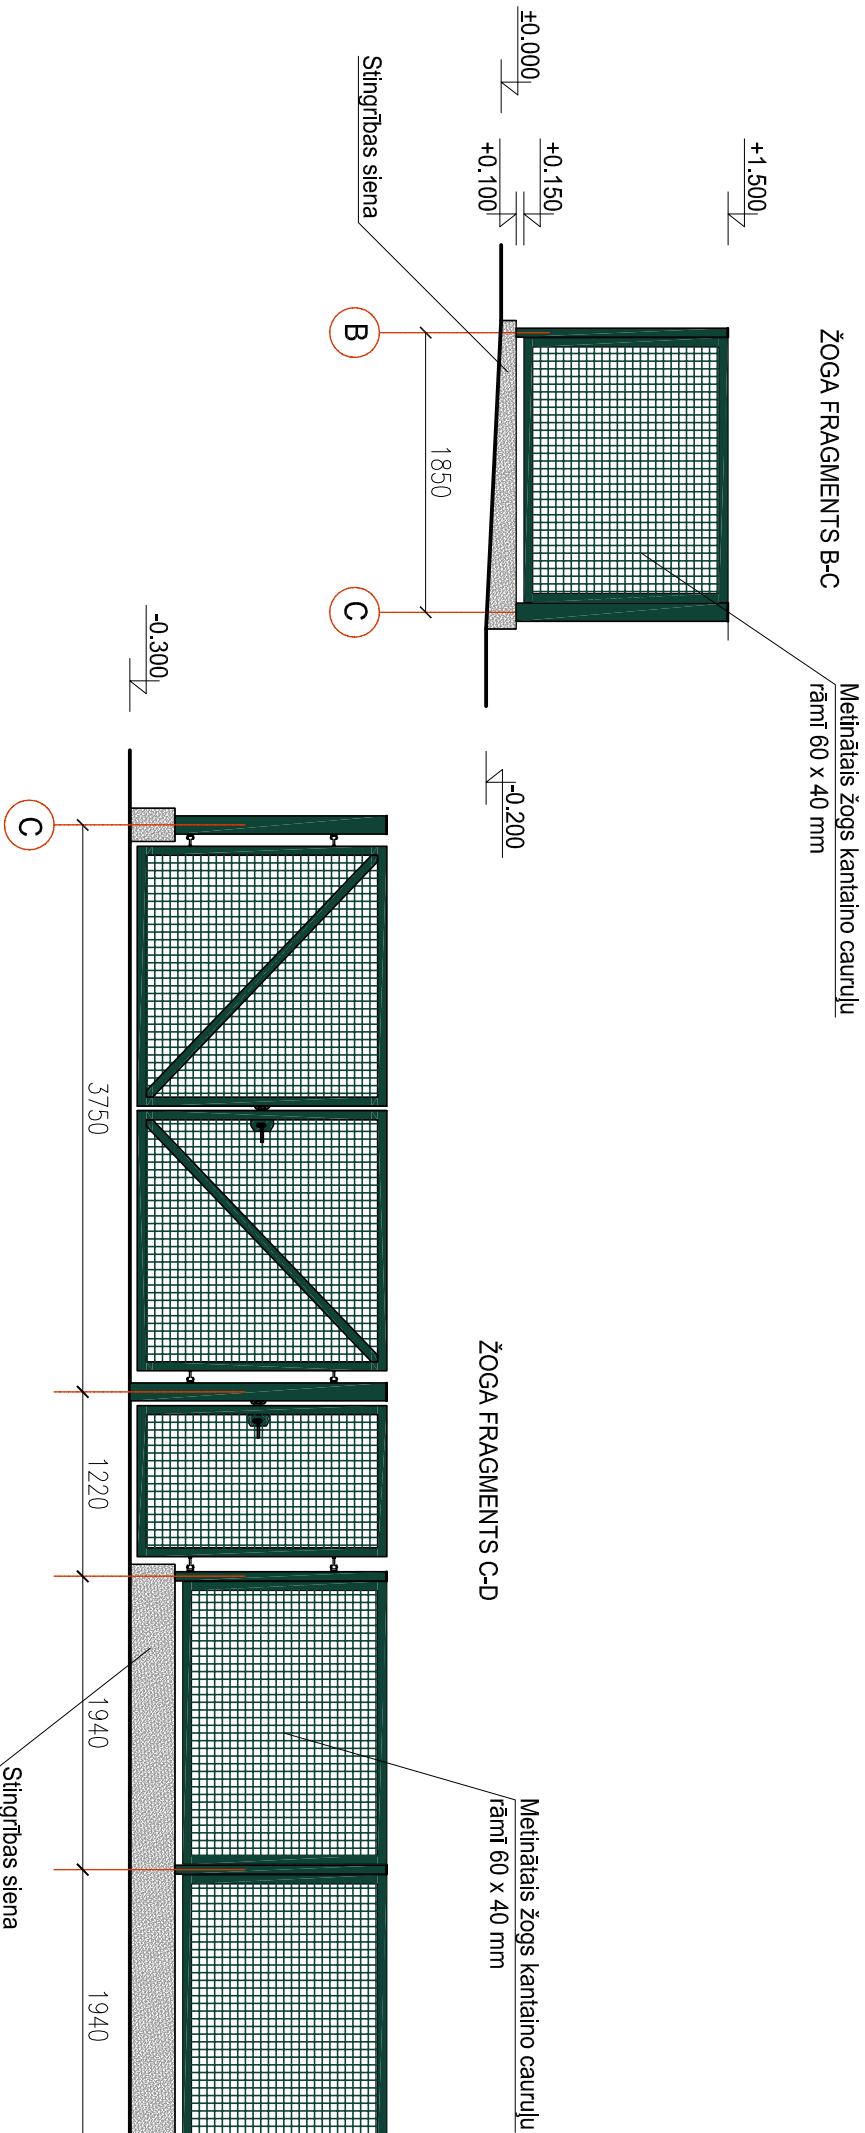 ŽOGA FRAGMENTS B-C
Metinātais žogs kantaino cauruļu
rāmī 60 x 40 mm
+1.500
+0.150
+0.100
±0.000
-0.200
Stingrības siena
1850
B
C
ŽOGA FRAGMENTS C-D
Metinātais žogs kantaino cauruļu
rāmī 60 x 40 mm
-0.300
3750
1220
1940
1940
C
Stingrības siena